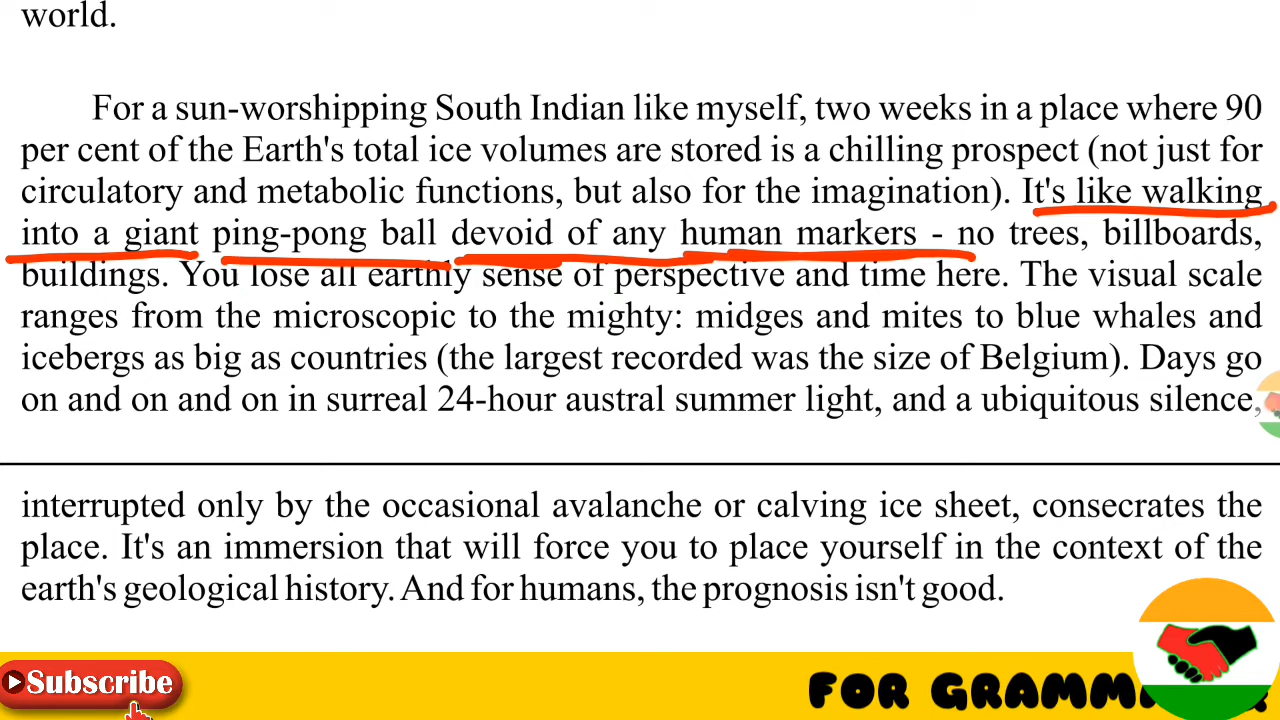 world.
For a sun-worshipping South Indian like myself, two weeks in a place where 90
per cent of the Earth's total ice volumes are stored is a chilling prospect (not just for
circulatory and metabolic functions, but also for the imagination). It's like walking
into a giant ping-pong ball devoid of any human markers - no trees, billboards,
buildings. You lose all earthly sense of perspective and time here. The visual scale
ranges from the microscopic to the mighty: midges and mites to blue whales and
icebergs as big as countries (the largest recorded was the size of Belgium). Days go
on and on and on in surreal 24-hour austral summer light, and a ubiquitous silence,
interrupted only by the occasional avalanche or calving ice sheet, consecrates the
place. It's an immersion that will force you to place yourself in the context of the
earth's geological history. And for humans, the prognosis isn't good.
Subscribe
FOR